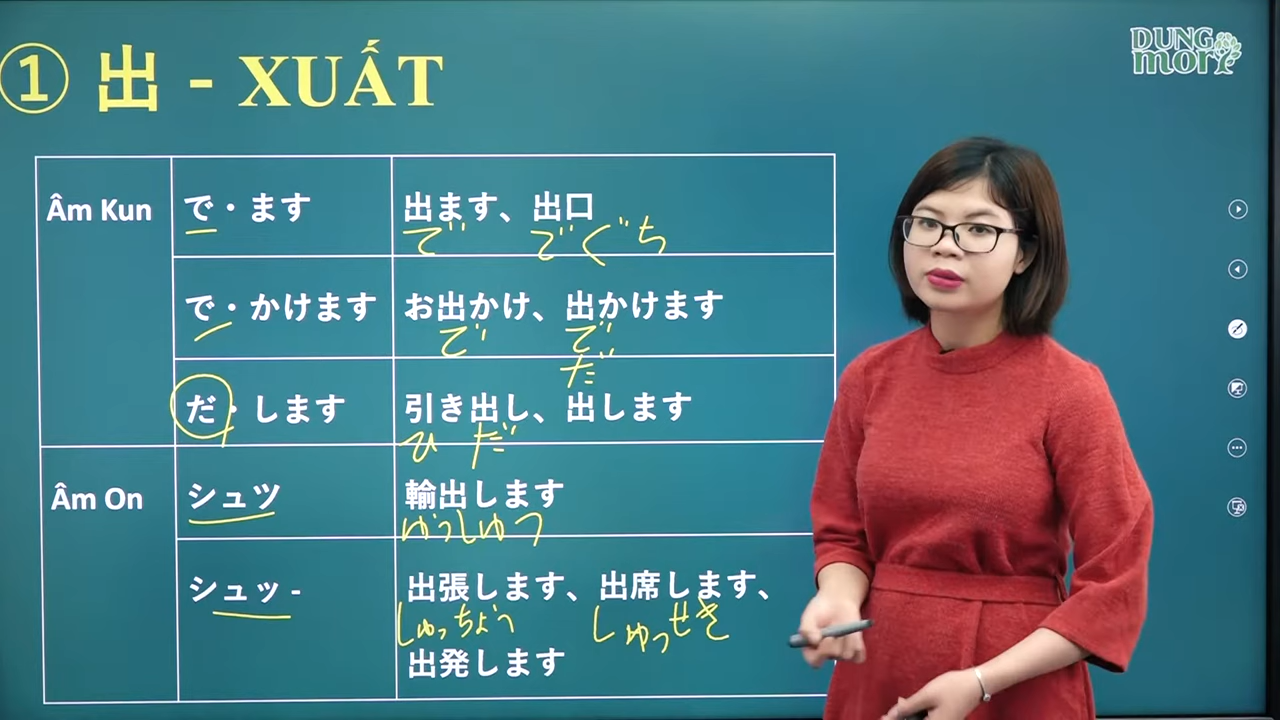 ① 出 - XUẤT
DUNG
mori
Âm Kun
で・ます
出ます、出口
で
でぐち
で・かけます
お出かけ、出かけます
で
で
だ・します
引き出し、出します
だ
ひ だ
Âm On
シュツ
輸出します
ゆっしゅつ
シュッ -
出張します、出席します、
しゅっちょう
しゅっせき
出発します